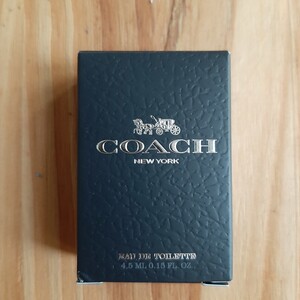 COACH
NEW YORK
EAU DE TOILETTE
4.5 ML 0.15 FL. OZ